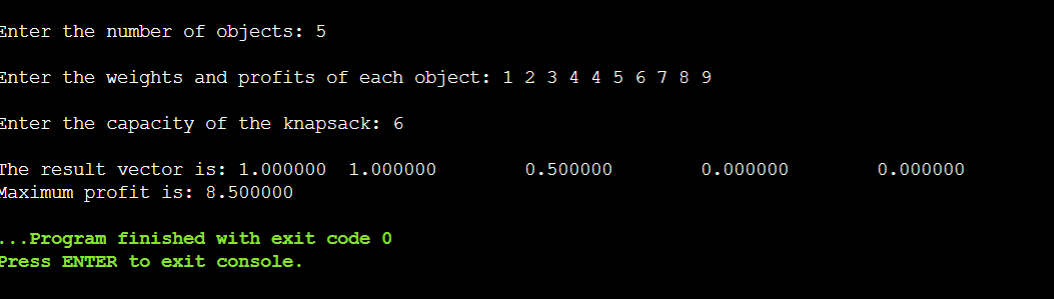 Enter the number of objects: 5
Enter the weights and profits of each object: 1 2 3 4 4 5 6 7 8 9
Enter the capacity of the knapsack: 6
The result vector is: 1.000000 1.000000 0.500000 0.000000 0.000000
Maximum profit is: 8.500000
...Program finished with exit code 0
Press ENTER to exit console.